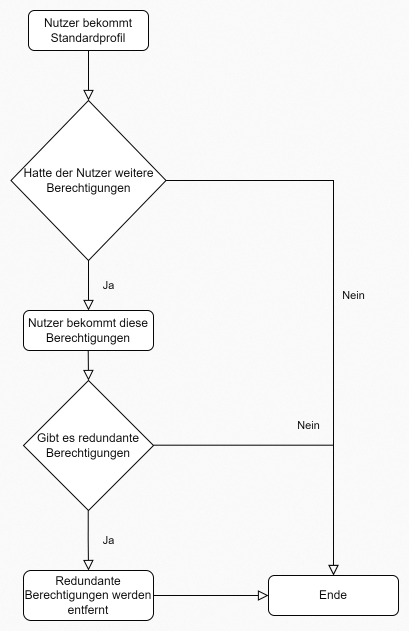 Nutzer bekommt
Standardprofil
Hatte der Nutzer weitere
Berechtigungen
Ja
Nein
Nutzer bekommt diese
Berechtigungen
Gibt es redundante
Berechtigungen
Nein
Ja
Redundante
Berechtigungen werden
entfernt
Ende